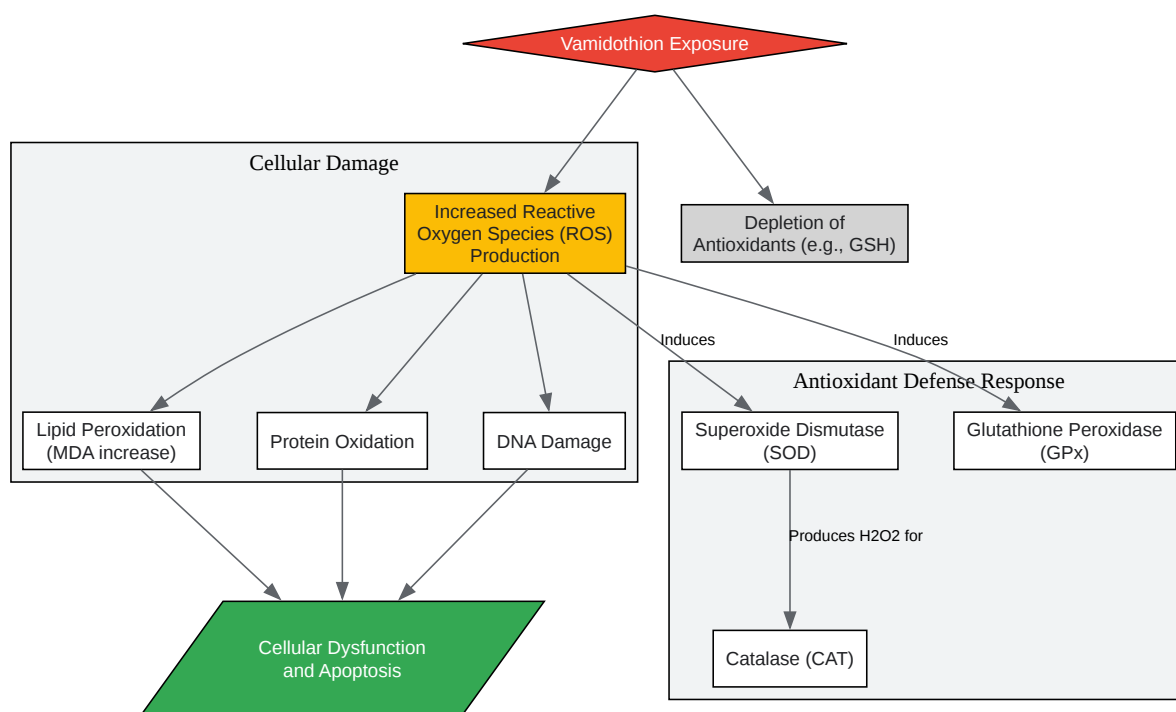 Vamidothion Exposure
Cellular Damage
Increased Reactive
Oxygen Species (ROS)
Production
Depletion of
Antioxidants (e.g., GSH)
Induces
Induces
Antioxidant Defense Response
Lipid Peroxidation
(MDA increase)
Protein Oxidation
DNA Damage
Superoxide Dismutase
(SOD)
Glutathione Peroxidase
(GPx)
Produces H2O2 for
Cellular Dysfunction
and Apoptosis
Catalase (CAT)